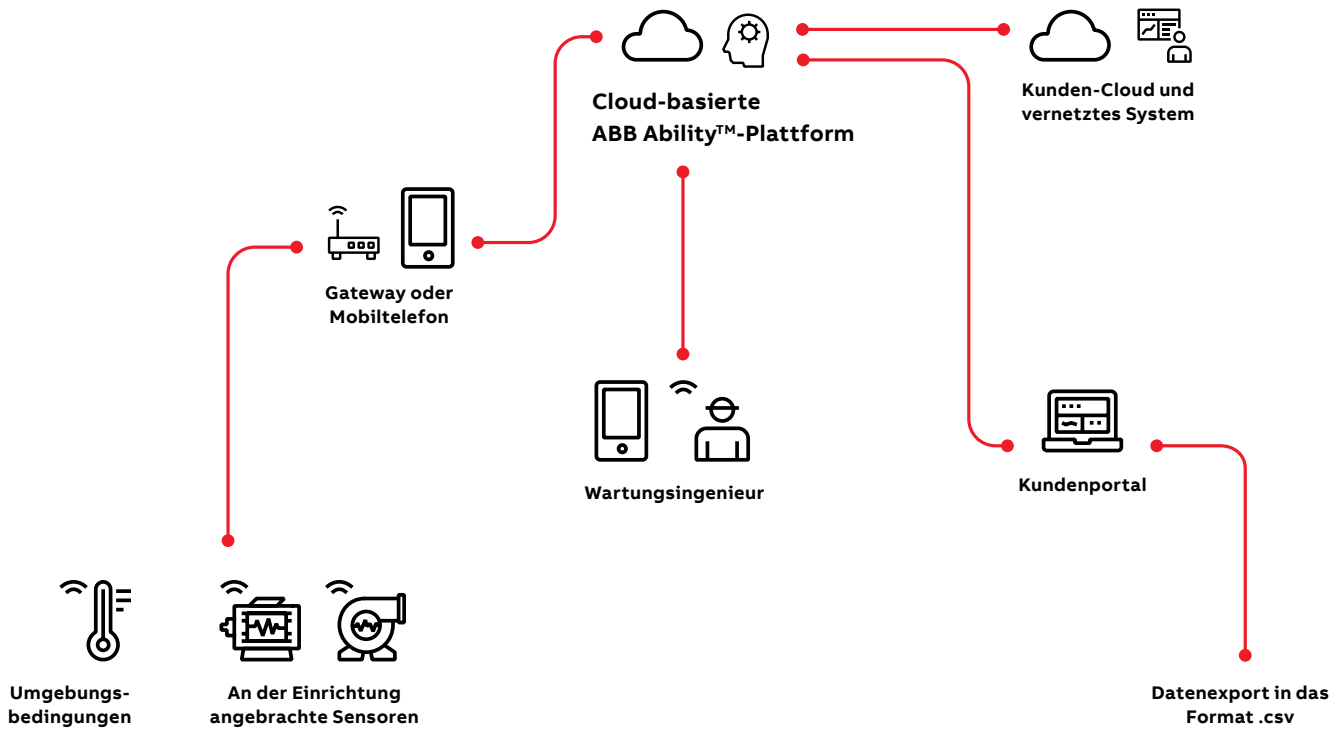 Cloud-basierte
ABB Ability™-Plattform
Kunden-Cloud und
vernetztes System
Gateway oder
Mobiltelefon
Wartungsingenieur
Kundenportal
Umgebungs-
bedingungen
An der Einrichtung
angebrachte Sensoren
Datenexport in das
Format .csv